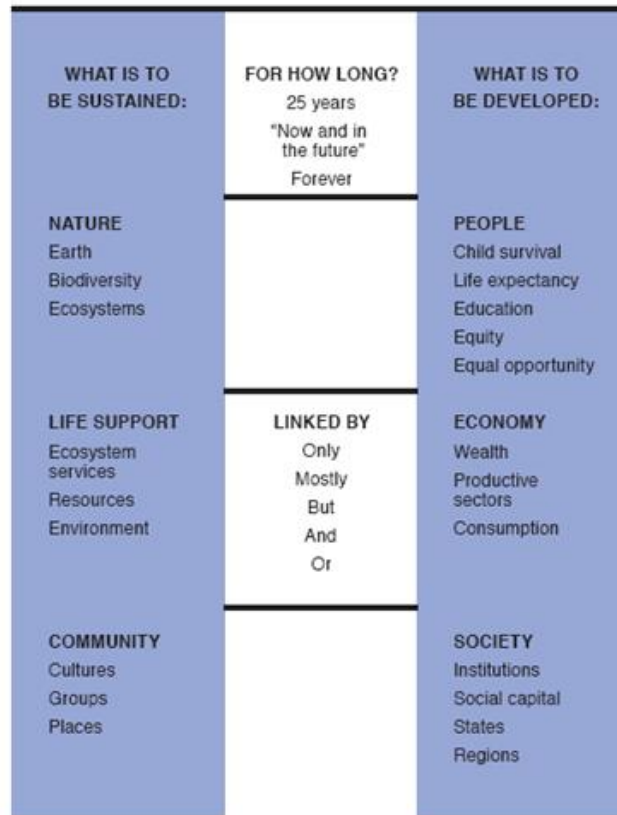 WHAT IS TO
BE SUSTAINED:
FOR HOW LONG?
25 years
"Now and in
the future"
Forever
WHAT IS TO
BE DEVELOPED:
NATURE
Earth
Biodiversity
Ecosystems
PEOPLE
Child survival
Life expectancy
Education
Equity
Equal opportunity
LIFE SUPPORT
Ecosystem
services
Resources
Environment
LINKED BY
Only
Mostly
But
And
Or
ECONOMY
Wealth
Productive
sectors
Consumption
COMMUNITY
Cultures
Groups
Places
SOCIETY
Institutions
Social capital
States
Regions